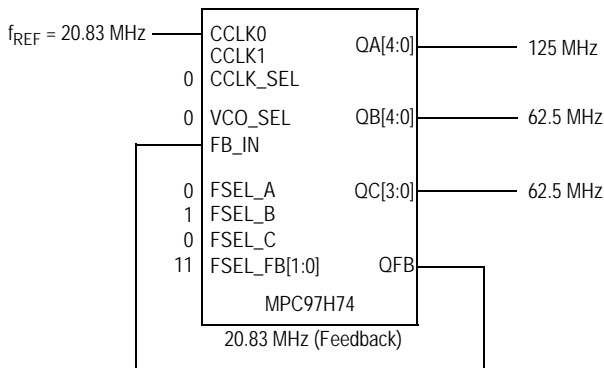 fREF = 20.83 MHz
CCLK0
CCLK1
0 CCLK_SEL
0 VCO_SEL
FB_IN
0 FSEL_A
1 FSEL_B
0 FSEL_C
11 FSEL_FB[1:0]
QA[4:0] 125 MHz
QB[4:0] 62.5 MHz
QC[3:0] 62.5 MHz
QFB
MPC97H74
20.83 MHz (Feedback)